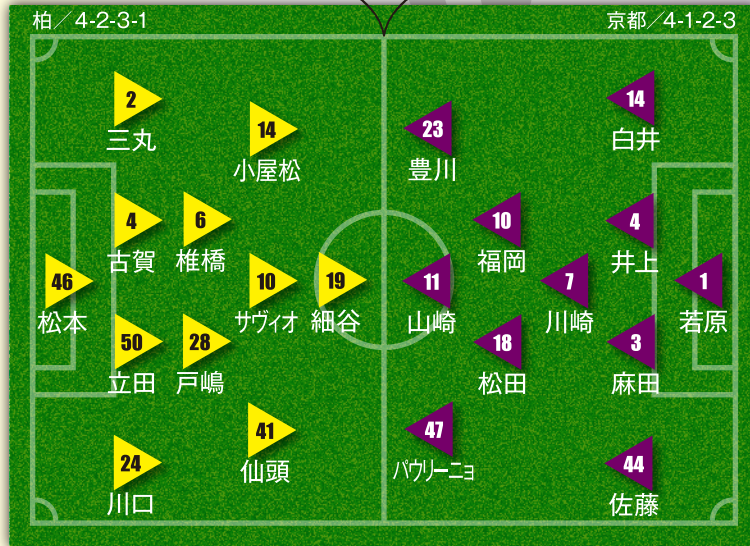 柏／4-2-3-1
京都／4-1-2-3
2
三丸
14
小屋松
23
豊川
14
白井
4
古賀
6
椎橋
10
福岡
4
井上
46
松本
10
サヴィオ
19
細谷
11
山崎
7
川崎
1
若原
50
立田
28
戸嶋
18
松田
3
麻田
24
川口
41
仙頭
47
パウリーニョ
44
佐藤